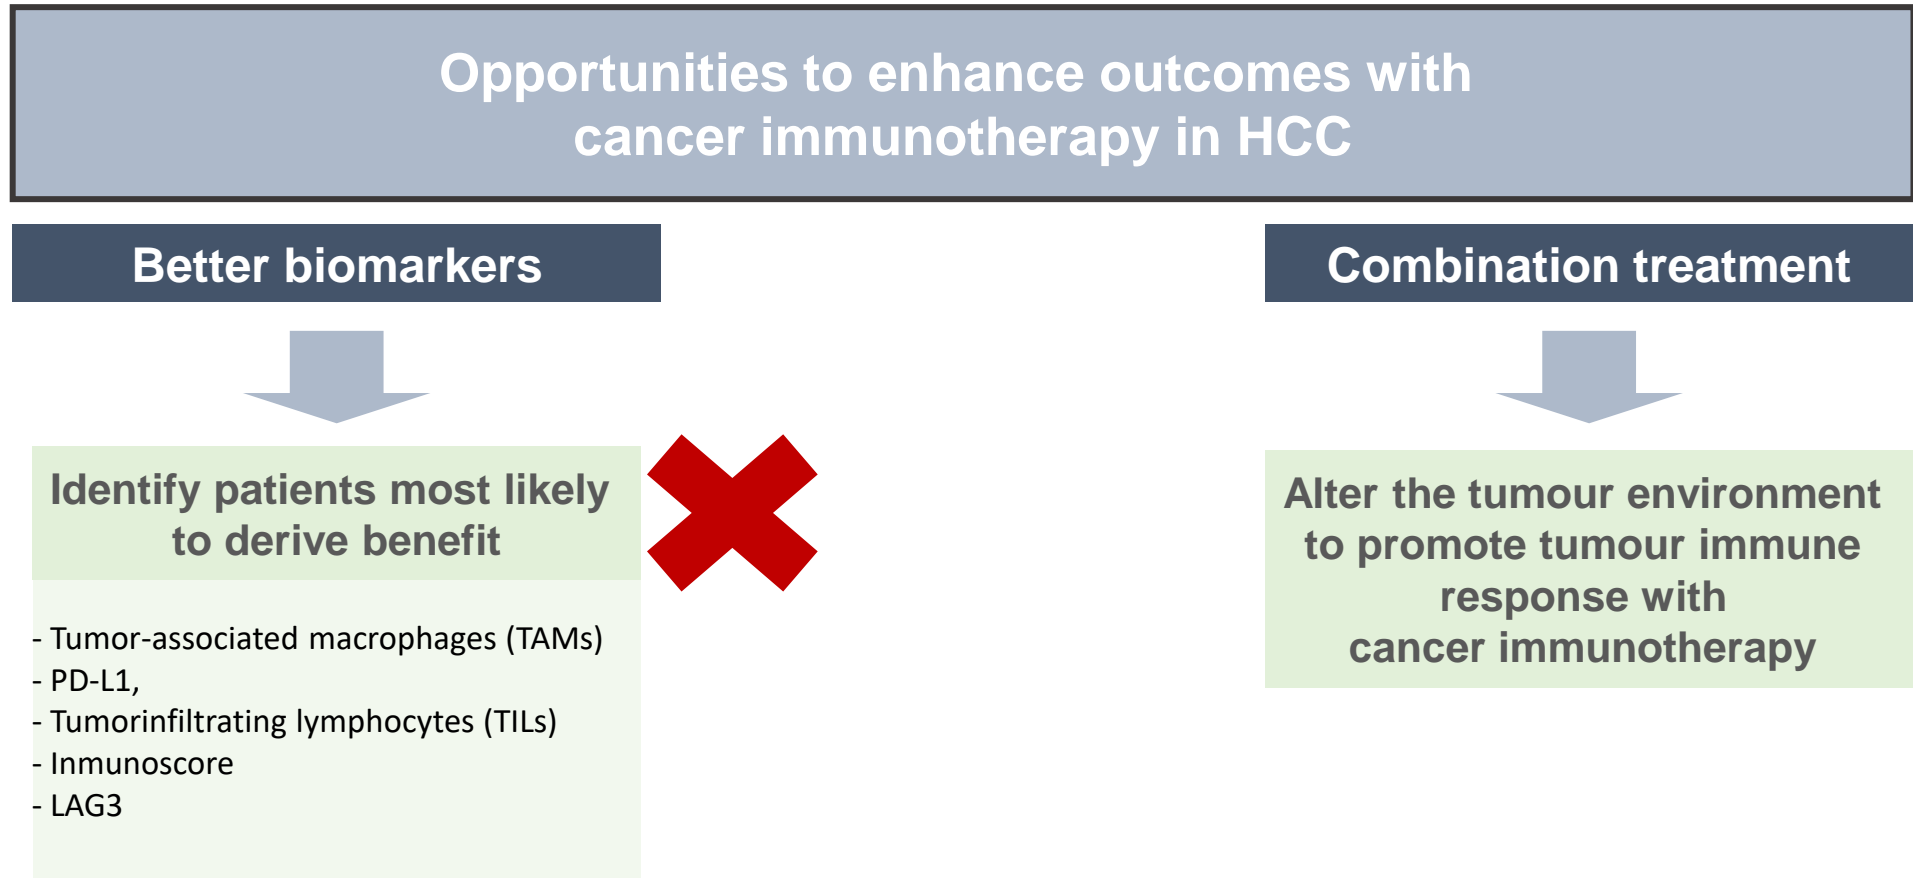 Opportunities to enhance outcomes with
cancer immunotherapy in HCC
Better biomarkers
Identify patients most likely
to derive benefit
- Tumor-associated macrophages (TAMs)
- PD-L1,
- Tumorinfiltrating lymphocytes (TILs)
- Inmunoscore
- LAG3
Combination treatment
Alter the tumour environment
to promote tumour immune
response with
cancer immunotherapy